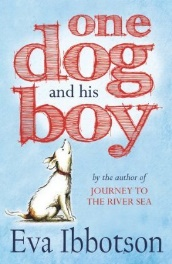 one
dog
and his
boy
by the author of
JOURNEY TO
THE RIVER SEA
Eva Ibbotson